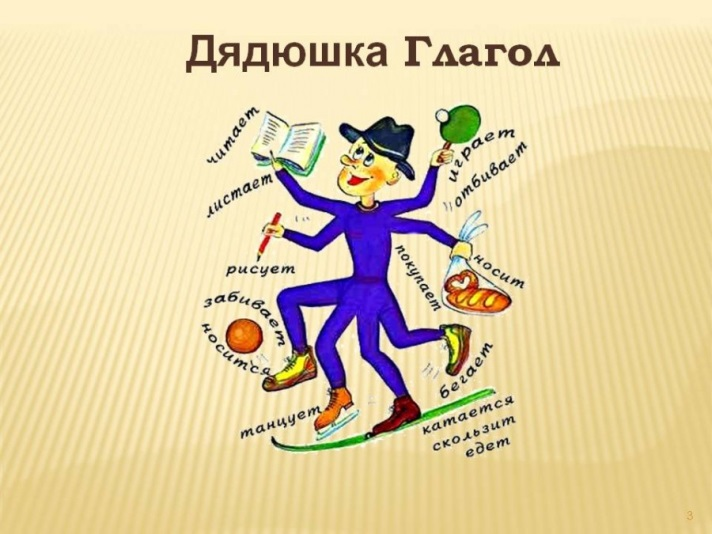 Дядюшка Глагол
читает
листает
играет
отбивает
рисует
покупает
носит
забивает
носится
бегает
танцует
катается
скользит
едет
3